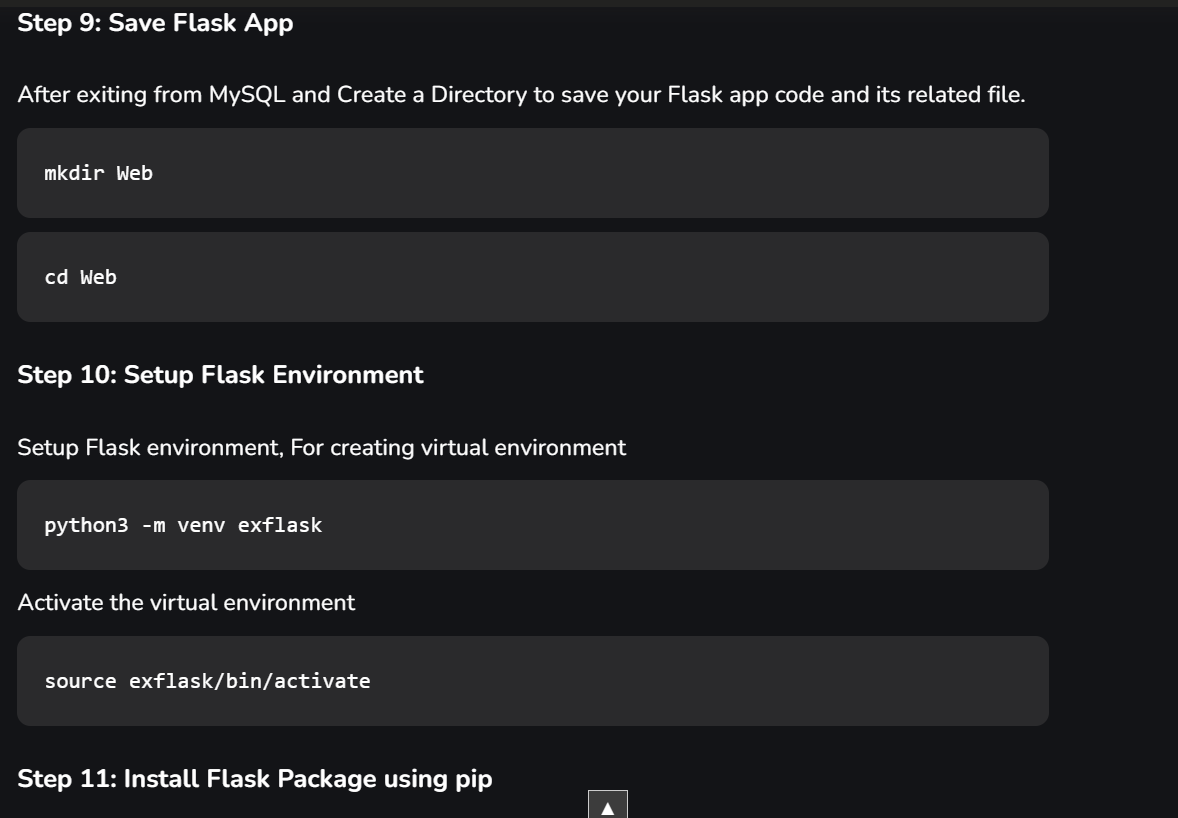 Step 9: Save Flask App
After exiting from MySQL and Create a Directory to save your Flask app code and its related file.
mkdir Web
cd Web
Step 10: Setup Flask Environment
Setup Flask environment, For creating virtual environment
python3 -m venv exflask
Activate the virtual environment
source exflask/bin/activate
Step 11: Install Flask Package using pip